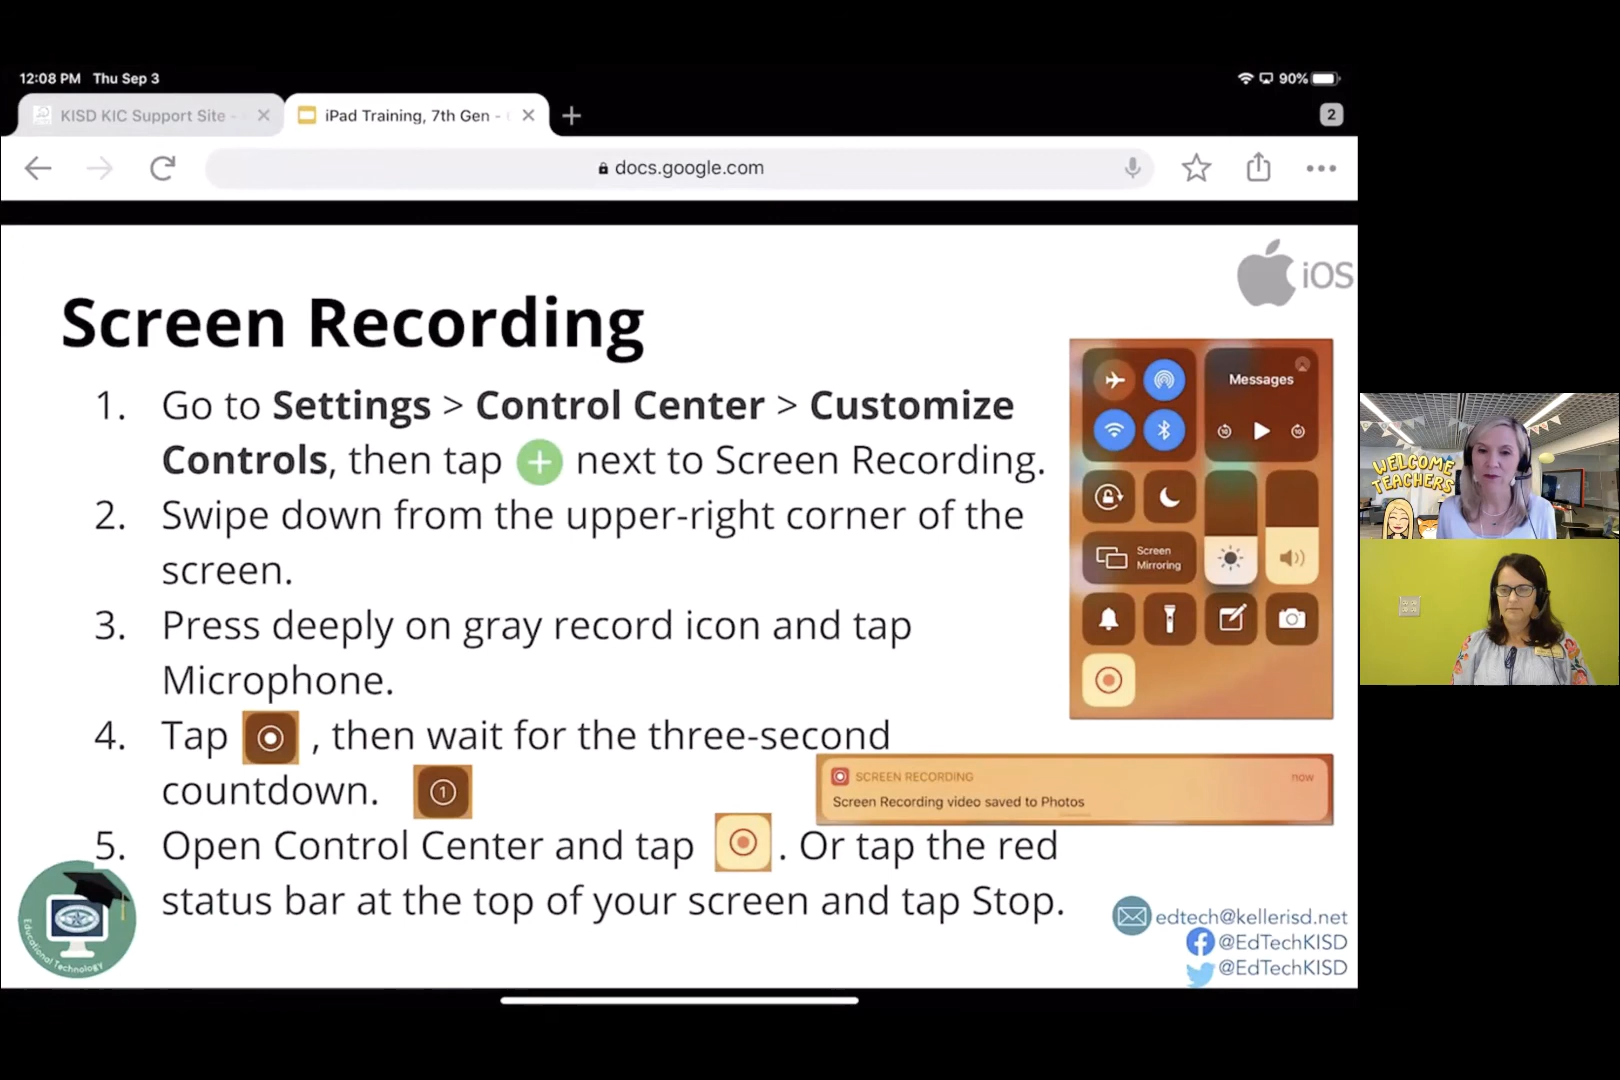 12:08 PM Thu Sep 3
90%
KISD KIC Support Site -
iPad Training, 7th Gen -
2
docs.google.com
iOS
Screen Recording
1. Go to Settings > Control Center > Customize
Controls, then tap + next to Screen Recording.
2. Swipe down from the upper-right corner of the
screen.
3. Press deeply on gray record icon and tap
Microphone.
4. Tap , then wait for the three-second
countdown. 1
5. Open Control Center and tap . Or tap the red
status bar at the top of your screen and tap Stop.
Messages
10 10
Screen
Mirroring
SCREEN RECORDING now
Screen Recording video saved to Photos
Educational Technology
edtech@kellerisd.net
@EdTechKISD
@EdTechKISD
WELCOME
TEACHERS